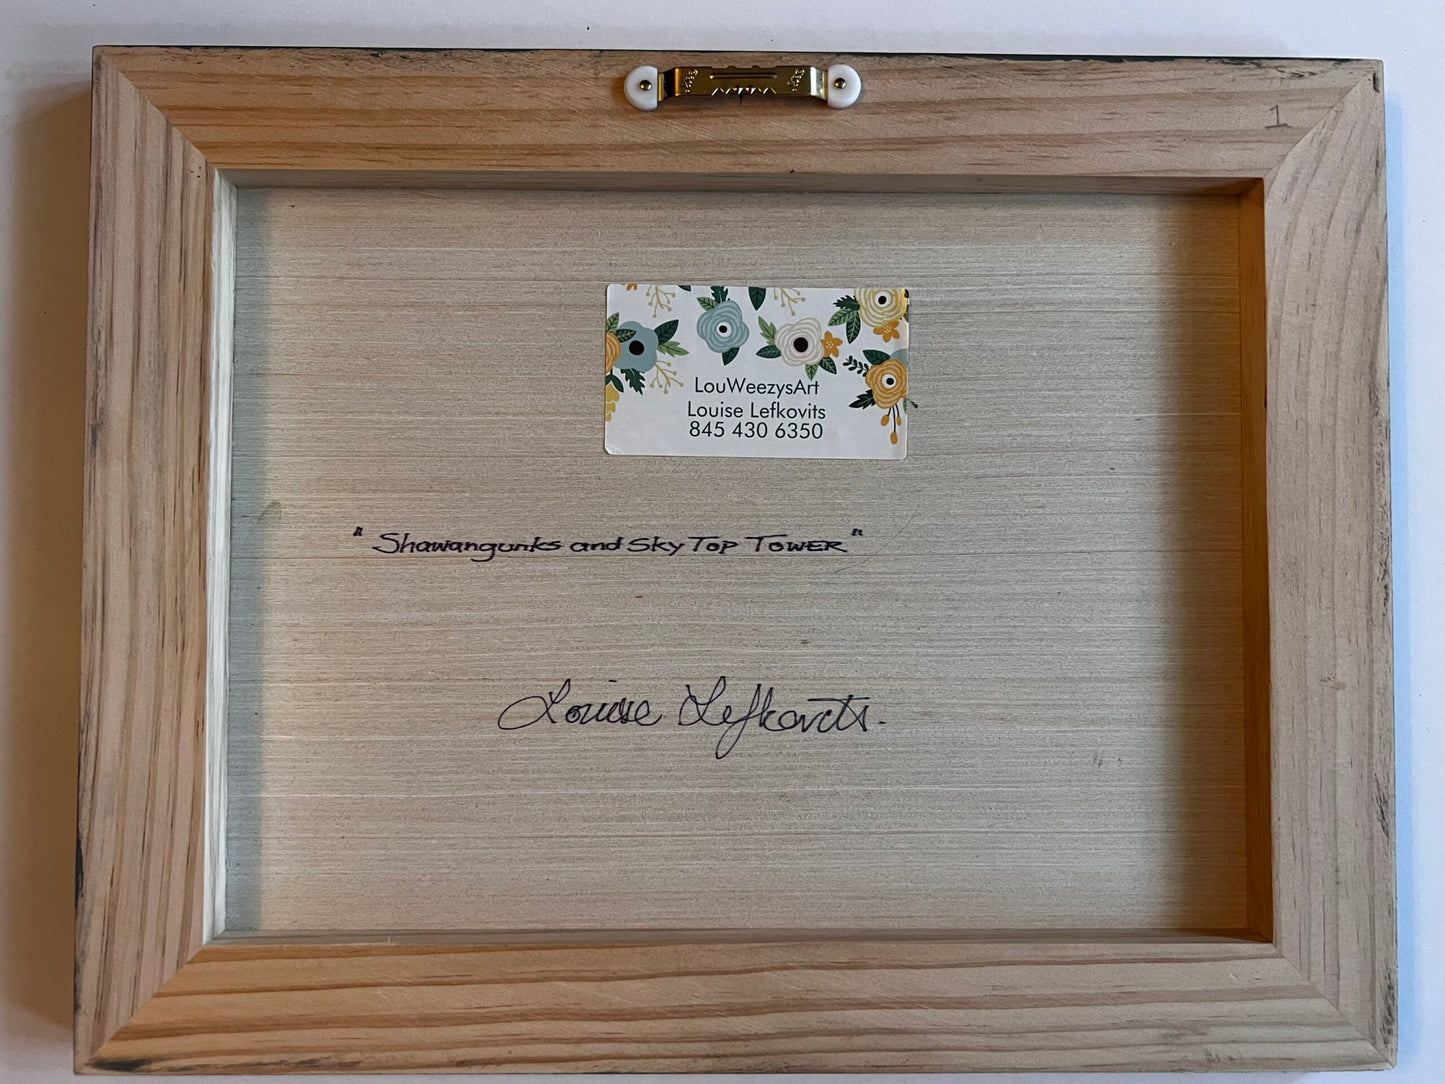 1
LouWeezysArt
Louise Lefkovits
845 430 6350
"Shawangunks and Sky Top Tower"
Louise Lefkovits.